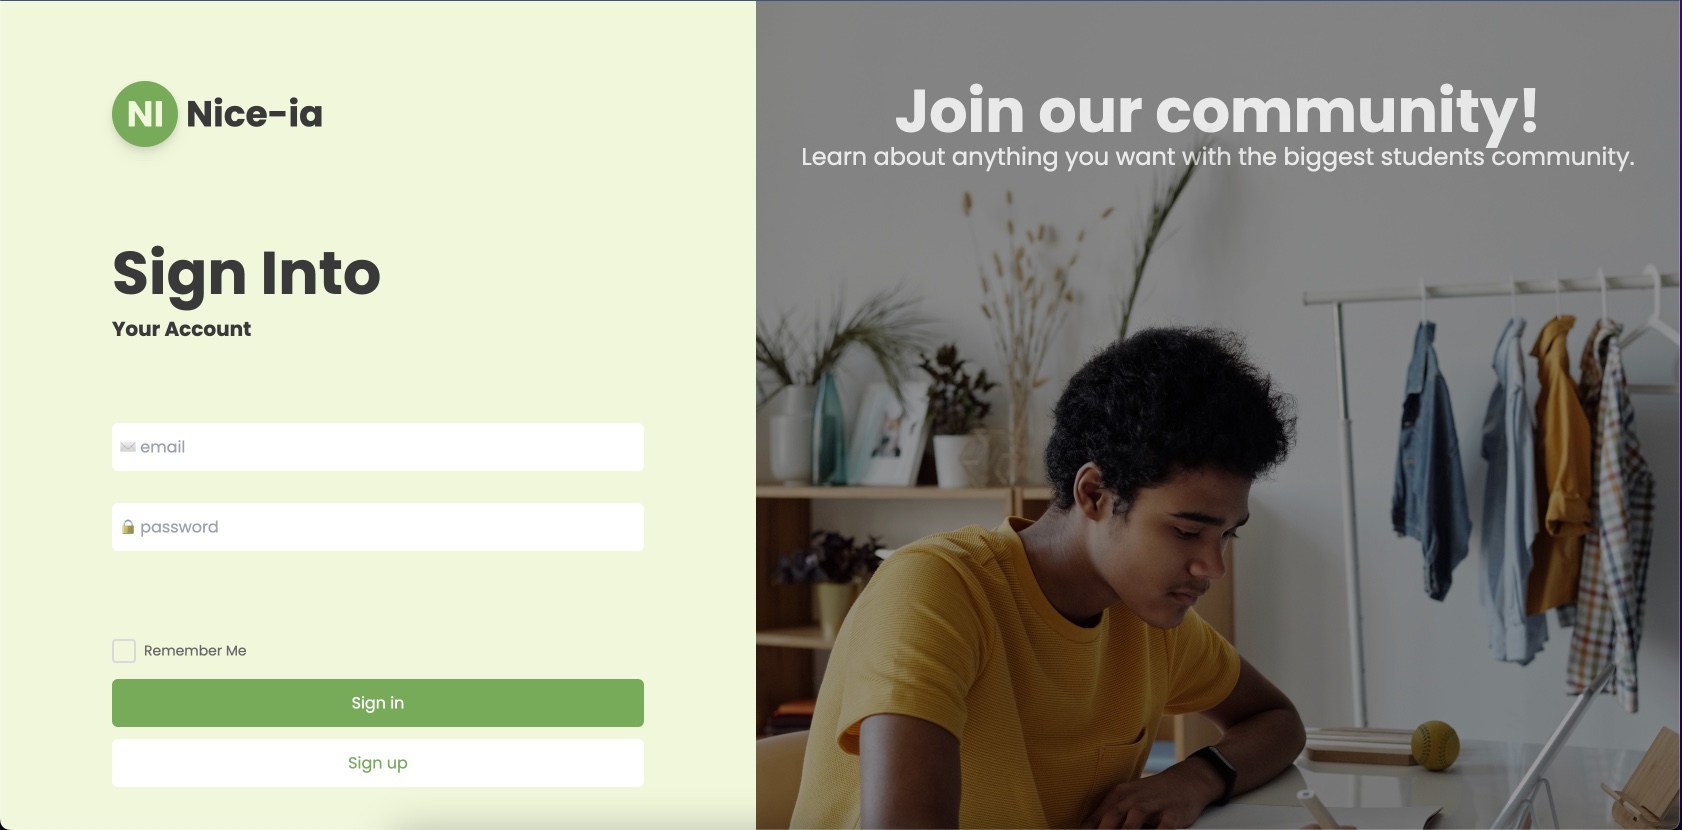 NI Nice-ia
Sign Into
Your Account
email
password
Remember Me
Sign in
Sign up
Join our community!
Learn about anything you want with the biggest students community.